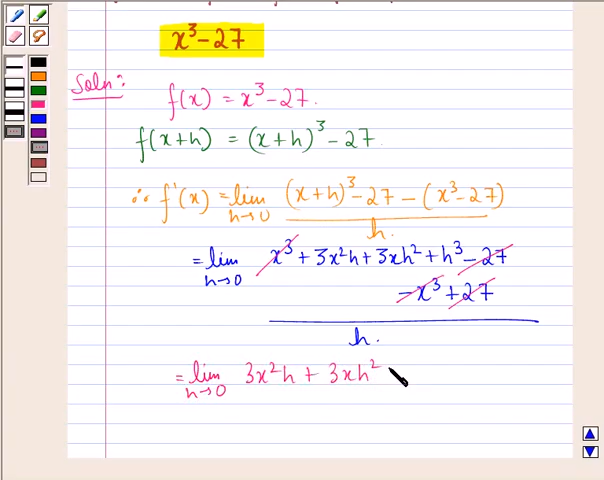 x³-27
Soln:
f(x) = x³-27.
f(x+h) = (x+h)³-27.
∴ f'(x) = lim h→0 (x+h)³-27-(x³-27)
h.
= lim h→0 x³+3x²h+3xh²+h³-27
-x³+27
h.
= lim h→0 3x²h+3xh²